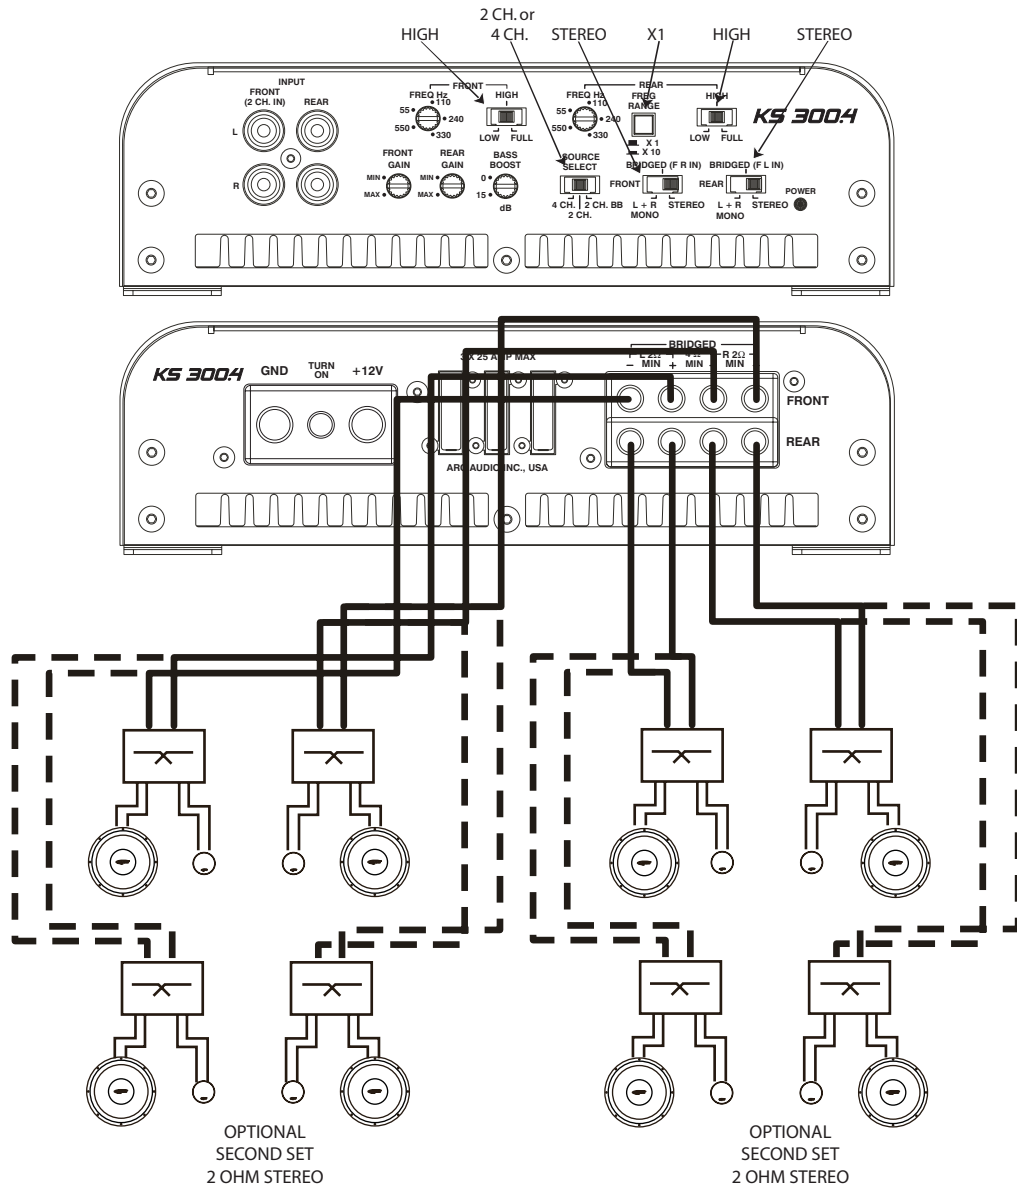 2 CH. or
4 CH.
HIGH
STEREO
X1
HIGH
STEREO
INPUT
FRONT
(2 CH. IN)
REAR
L
R
FRONT
FREQ Hz
55
110
240
550
330
HIGH
LOW
FULL
REAR
FREQ Hz
55
110
240
550
330
FREQ
RANGE
X 1
X 10
HIGH
LOW
FULL
KS 300.4
FRONT
GAIN
MIN
MAX
REAR
GAIN
MIN
MAX
BASS
BOOST
0
15
dB
SOURCE
SELECT
4 CH.
2 CH. BB
2 CH.
BRIDGED (F R IN)
FRONT
L + R
MONO
STEREO
BRIDGED (F L IN)
REAR
L + R
MONO
STEREO
POWER
KS 300.4
GND
TURN
ON
+12V
3 X 25 AMP MAX
ARC AUDIO INC., USA
BRIDGED
L 2Ω
MIN
4 Ω
MIN
R 2Ω
MIN
–
+
FRONT
REAR
OPTIONAL
SECOND SET
2 OHM STEREO
OPTIONAL
SECOND SET
2 OHM STEREO